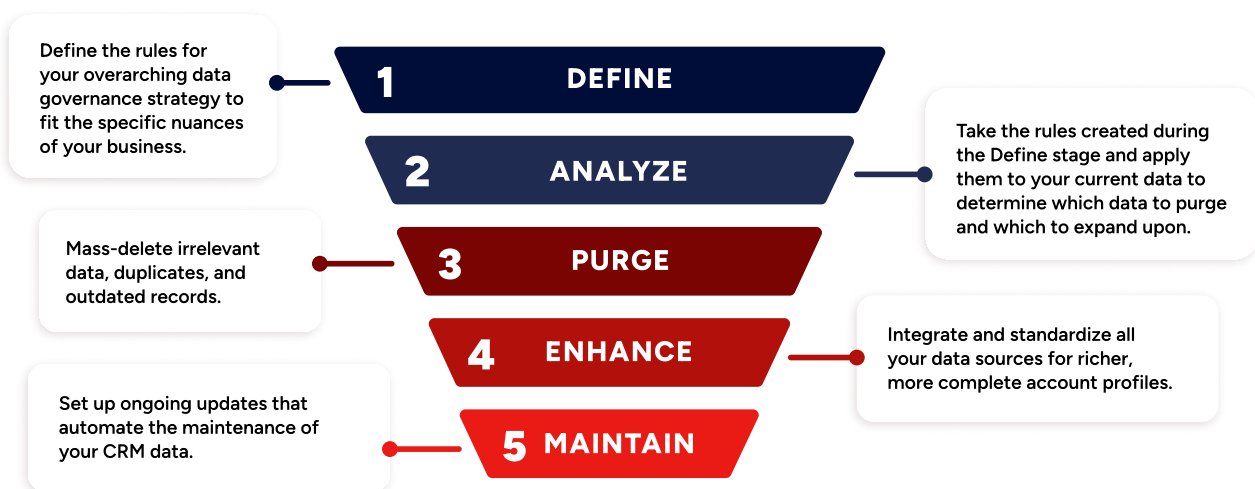 Define the rules for
your overarching data
governance strategy to
fit the specific nuances
of your business.
1 DEFINE
2 ANALYZE
Take the rules created during
the Define stage and apply
them to your current data to
determine which data to purge
and which to expand upon.
Mass-delete irrelevant
data, duplicates, and
outdated records.
3 PURGE
4 ENHANCE
Integrate and standardize all
your data sources for richer,
more complete account profiles.
Set up ongoing updates that
automate the maintenance of
your CRM data.
5 MAINTAIN